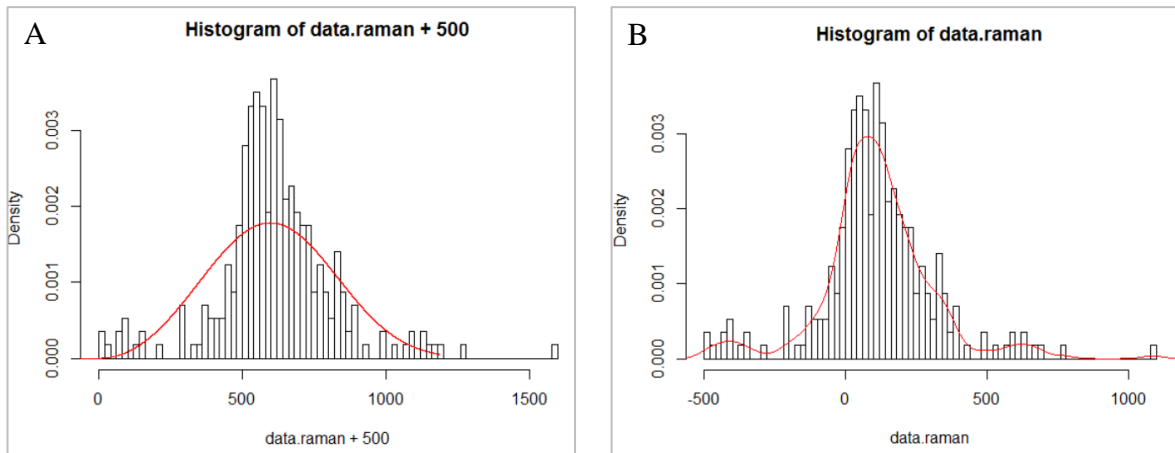 A
Histogram of data.raman + 500
Density
0.003
0.002
0.001
0.000
0
500
1000
1500
data.raman + 500
B
Histogram of data.raman
Density
0.003
0.002
0.001
0.000
-500
0
500
1000
data.raman